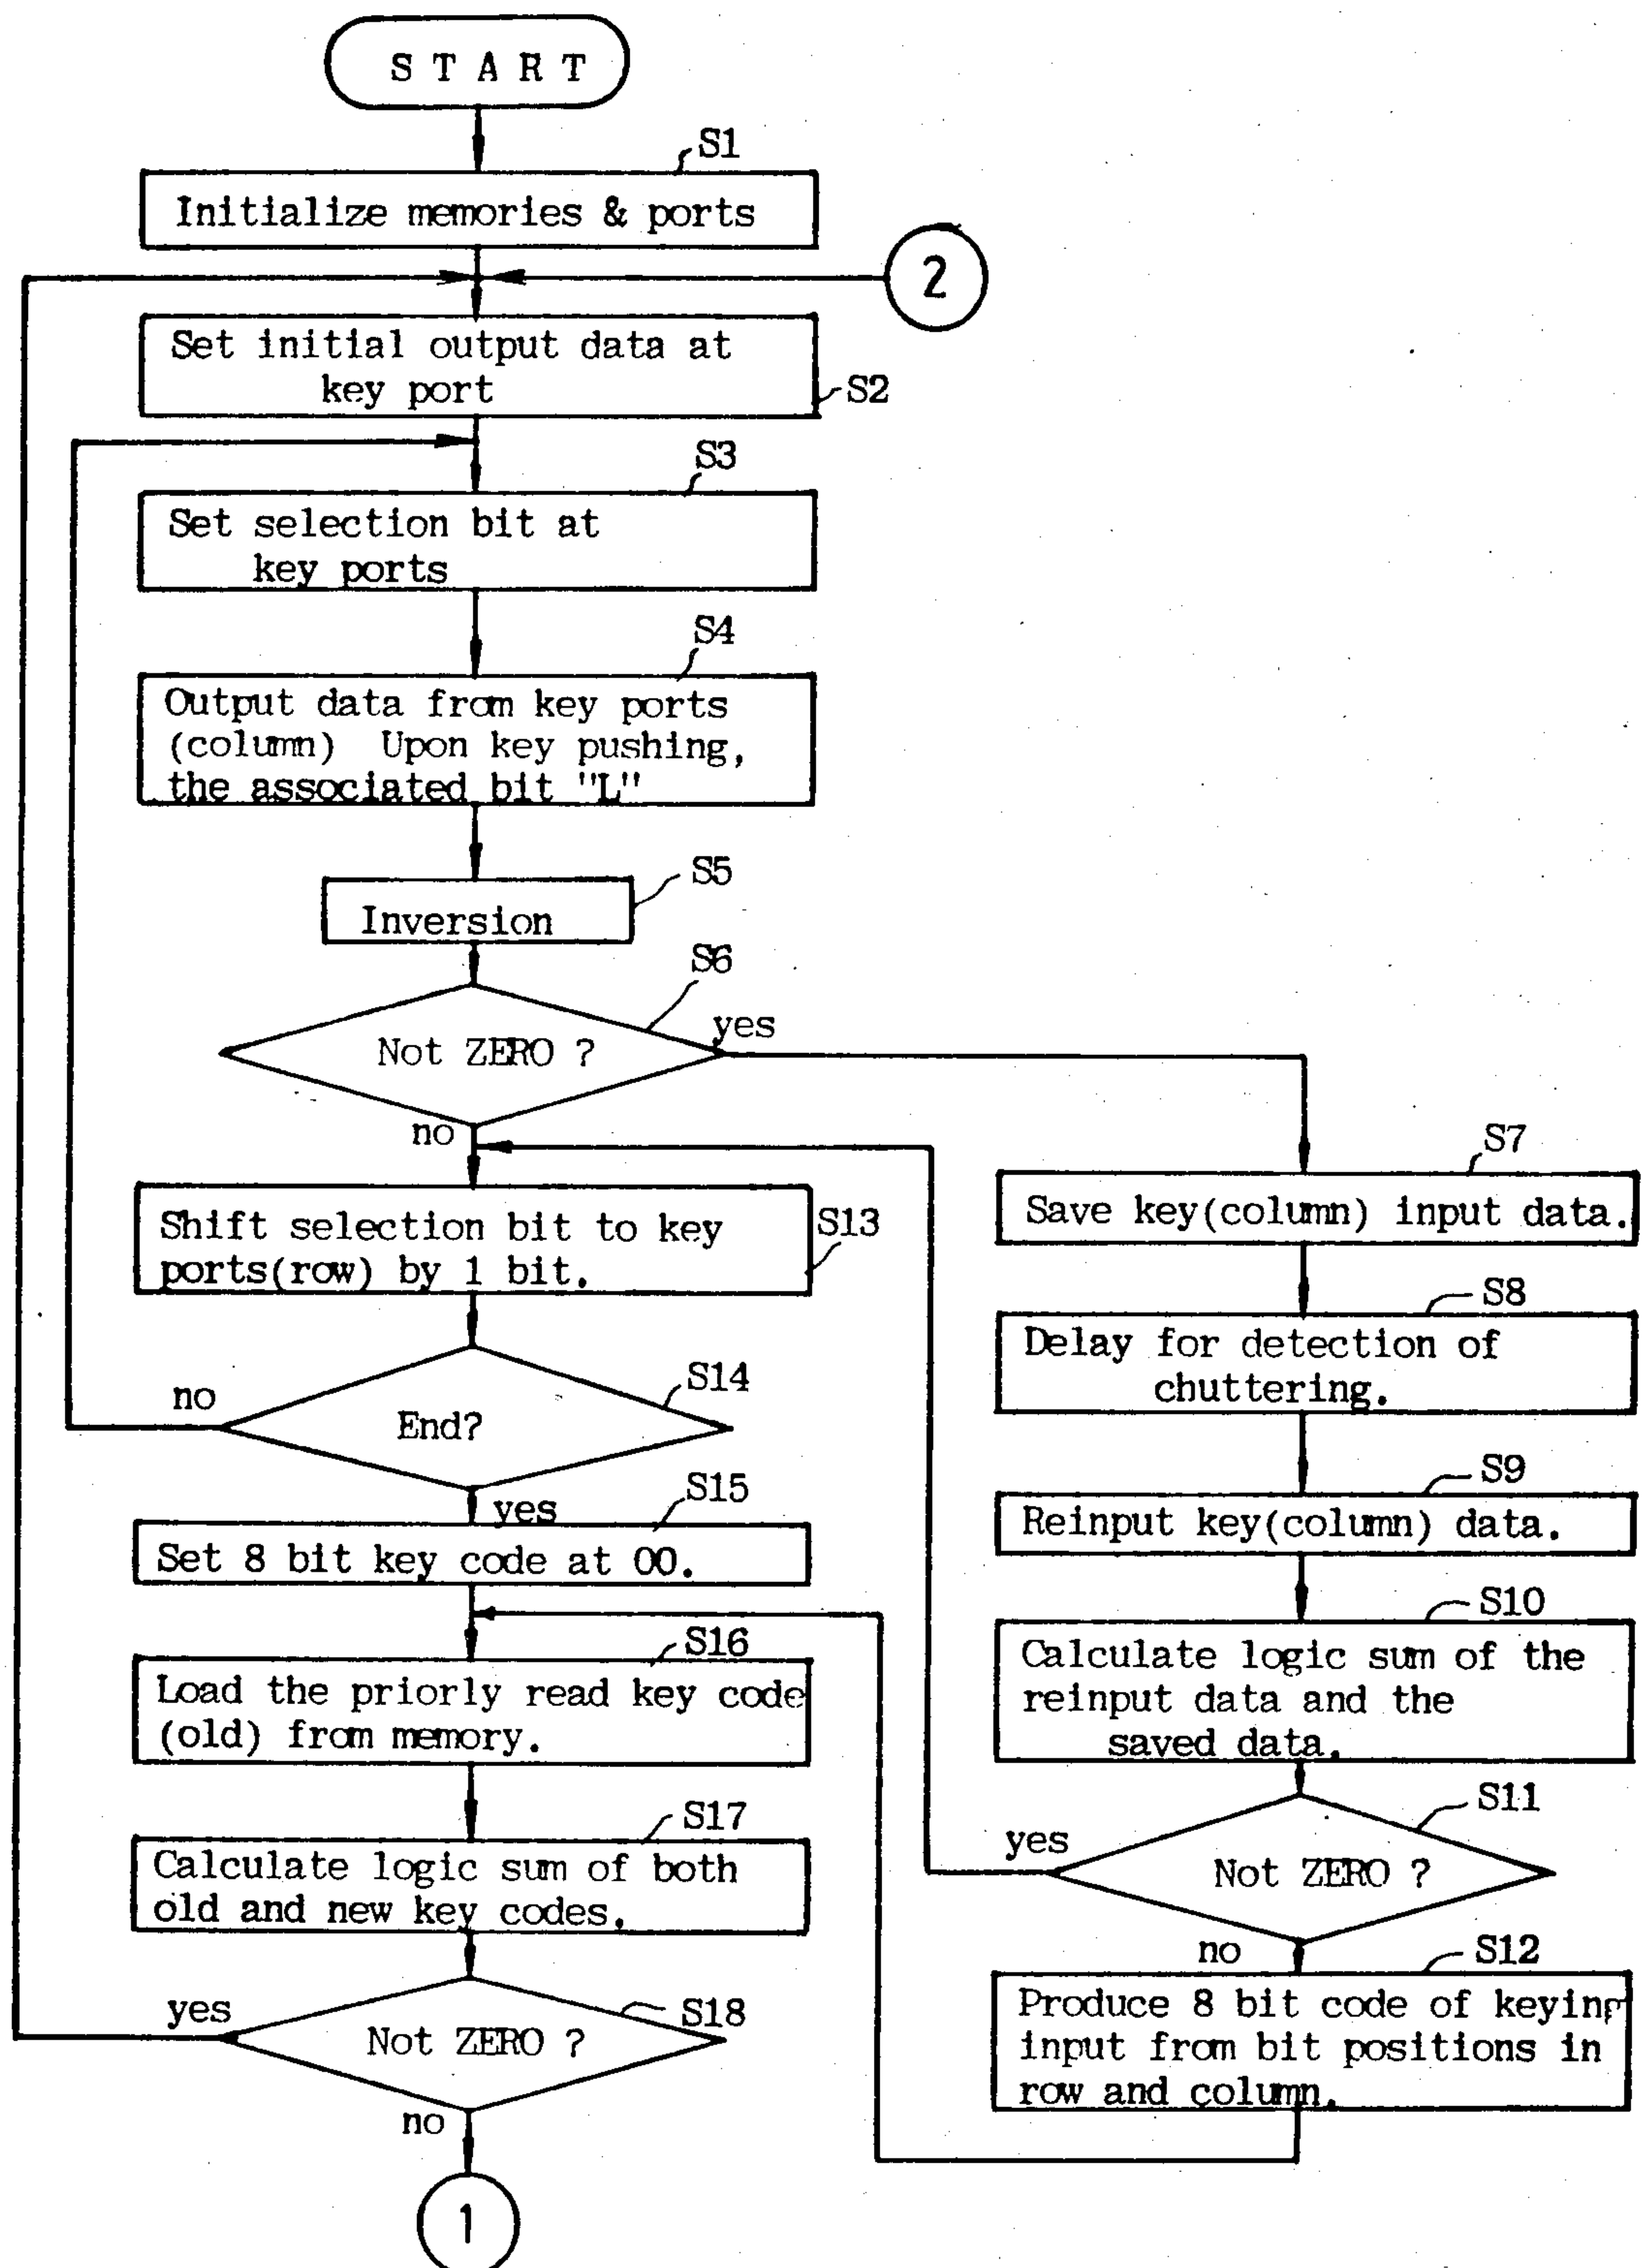 START
S1
Initialize memories & ports
2
Set initial output data at
key port
S2
S3
Set selection bit at
key ports
S4
Output data from key ports
(column) Upon key pushing,
the associated bit "L"
S5
Inversion
S6
Not ZERO ?
yes
no
S13
Shift selection bit to key
ports(row) by 1 bit.
S14
End?
no
yes
S15
Set 8 bit key code at 00.
S16
Load the priorly read key code
(old) from memory.
S17
Calculate logic sum of both
old and new key codes.
S18
Not ZERO ?
yes
no
1
S7
Save key(column) input data.
S8
Delay for detection of
chuttering.
S9
Reinput key(column) data.
S10
Calculate logic sum of the
reinput data and the
saved data.
S11
Not ZERO ?
yes
no
S12
Produce 8 bit code of keying
input from bit positions in
row and column.